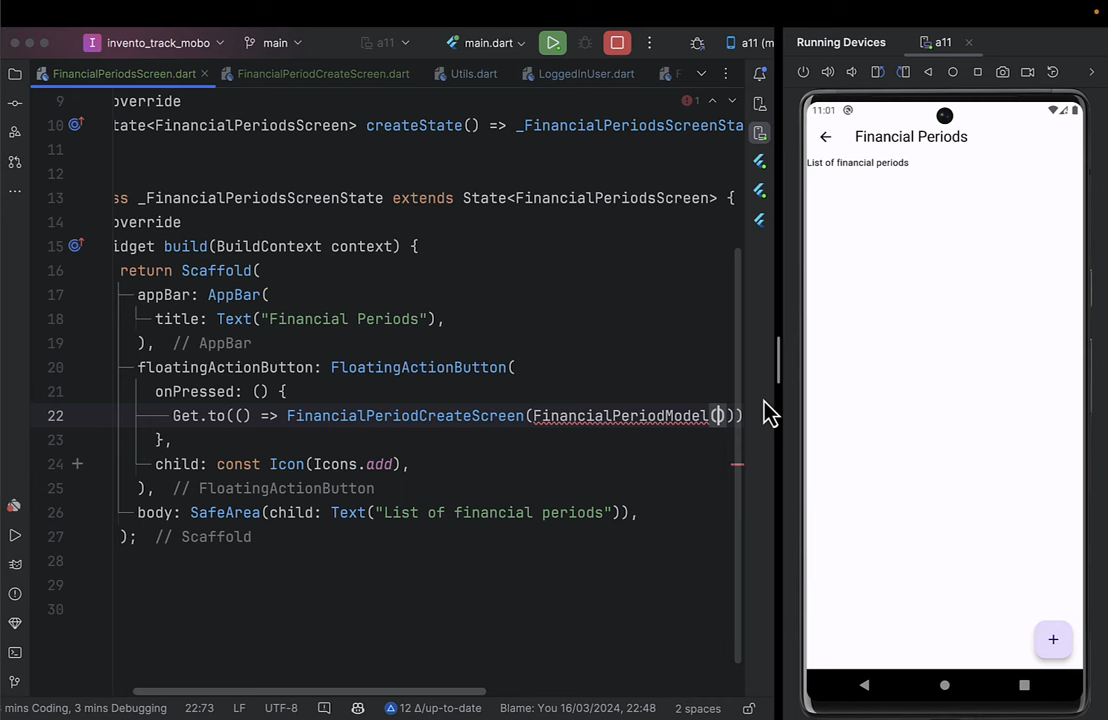 invento_track_mobo
main
a11
main.dart
a11 (m
Running Devices
a11
FinancialPeriodsScreen.dart
FinancialPeriodCreateScreen.dart
Utils.dart
LoggedInUser.dart
F
9 override
1
10 tate<FinancialPeriodsScreen> createState() => _FinancialPeriodsScreenSta
11
12
13 ss _FinancialPeriodsScreenState extends State<FinancialPeriodsScreen> {
14 override
15 idget build(BuildContext context) {
16 return Scaffold(
17 appBar: AppBar(
18 title: Text("Financial Periods"),
19 ), // AppBar
20 floatingActionButton: FloatingActionButton(
21 onPressed: () {
22 Get.to(() => FinancialPeriodCreateScreen(FinancialPeriodModel()))
23 },
24 child: const Icon(Icons.add),
25 ), // FloatingActionButton
26 body: SafeArea(child: Text("List of financial periods")),
27 ); // Scaffold
28
29
30
11:01
Financial Periods
List of financial periods
+
mins Coding, 3 mins Debugging
22:73
LF
UTF-8
12 Δ/up-to-date
Blame: You 16/03/2024, 22:48
2 spaces